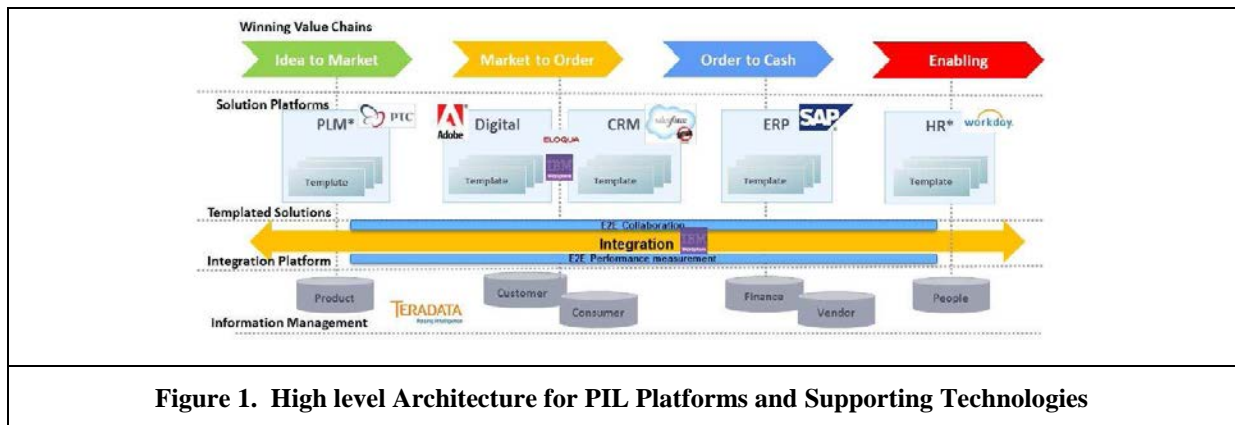 Winning Value Chains
Idea to Market
Market to Order
Order to Cash
Enabling
Solution Platforms
PLM*
PTC
Adobe
Digital
ELOQUA
IBM
CRM
salesforce
ERP
SAP
HR*
workday.
Template
Template
Template
Template
Template
Templated Solutions
E2E Collaboration
Integration
IBM
Integration Platform
E2E Performance measurement
Product
TERADATA
Customer
Consumer
Finance
Vendor
People
Information Management
Figure 1. High level Architecture for PIL Platforms and Supporting Technologies